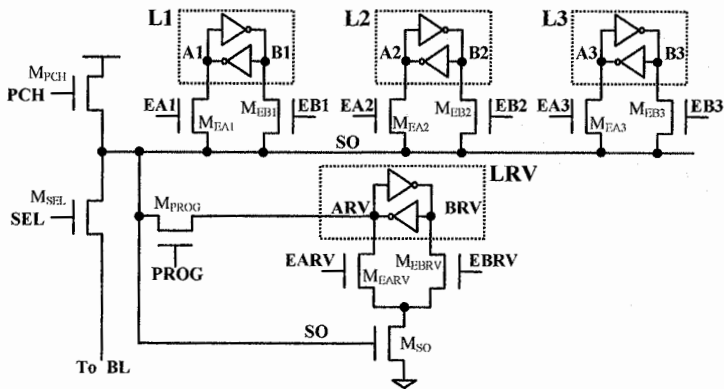 L1 L2 L3
A1 B1 A2 B2 A3 B3
MPCH
PCH
EA1 MEA1 MEB1 EB1 EA2 MEA2 MEB2 EB2 EA3 MEA3 MEB3 EB3
SO
LRV
MSEL
SEL
MPROG
PROG
ARV BRV
EARV MEARV MEBRV EBRV
SO
MSO
To BL